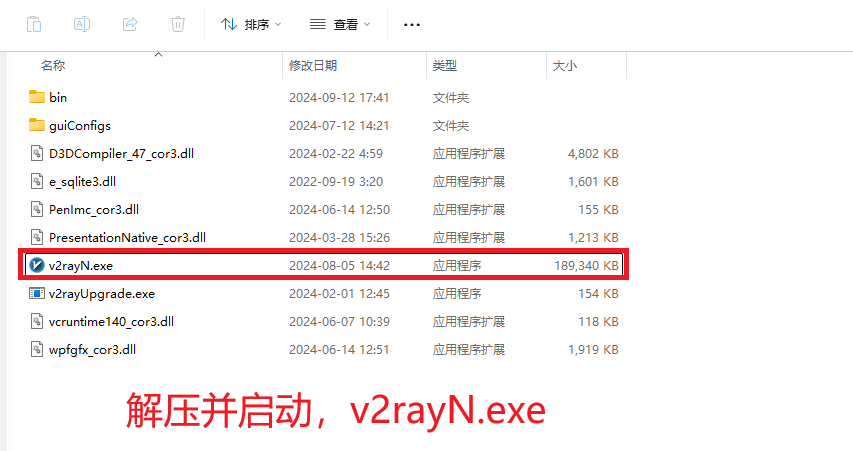 排序 查看 ...
名称 修改日期 类型 大小
bin 2024-09-12 17:41 文件夹
guiConfigs 2024-07-12 14:21 文件夹
D3DCompiler_47_cor3.dll 2024-02-22 4:59 应用程序扩展 4,802 KB
e_sqlite3.dll 2022-09-19 3:20 应用程序扩展 1,601 KB
PenImc_cor3.dll 2024-06-14 12:50 应用程序扩展 155 KB
PresentationNative_cor3.dll 2024-03-28 15:26 应用程序扩展 1,213 KB
v2rayN.exe 2024-08-05 14:42 应用程序 189,340 KB
v2rayUpgrade.exe 2024-02-01 12:45 应用程序 154 KB
vcruntime140_cor3.dll 2024-06-07 10:39 应用程序扩展 118 KB
wpfgfx_cor3.dll 2024-06-14 12:51 应用程序扩展 1,919 KB
解压并启动，v2rayN.exe